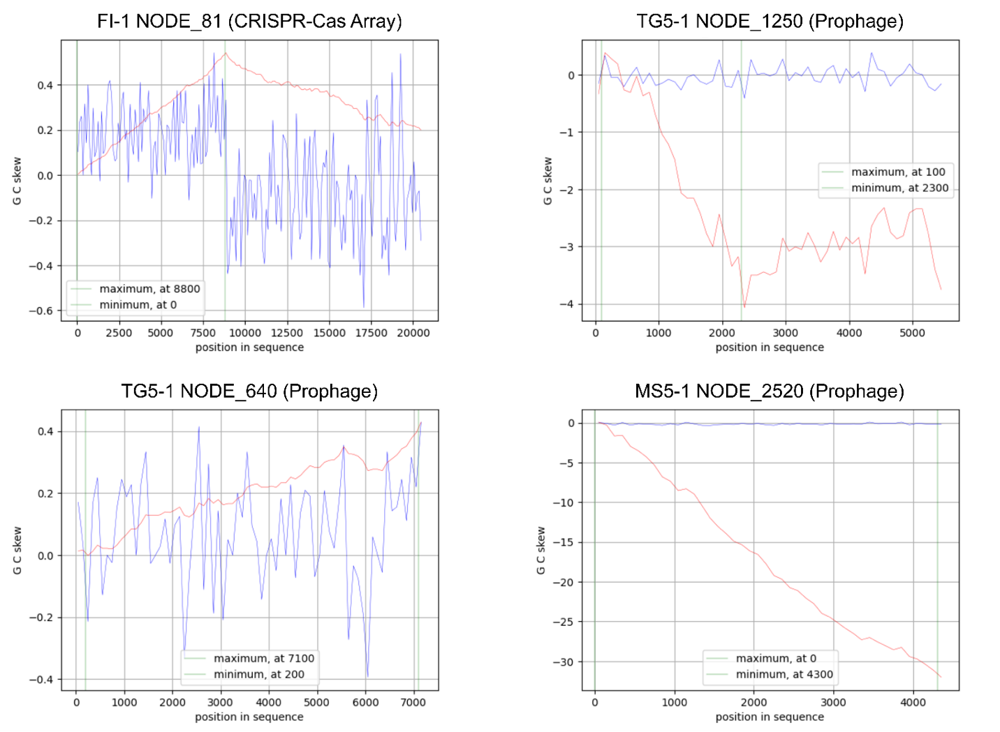 FI-1 NODE_81 (CRISPR-Cas Array)
G C skew
0.4
0.2
0.0
−0.2
−0.4
−0.6
maximum, at 8800
minimum, at 0
0 2500 5000 7500 10000 12500 15000 17500 20000
position in sequence
TG5-1 NODE_1250 (Prophage)
G C skew
0
−1
−2
−3
−4
maximum, at 100
minimum, at 2300
0 1000 2000 3000 4000 5000
position in sequence
TG5-1 NODE_640 (Prophage)
G C skew
0.4
0.2
0.0
−0.2
−0.4
maximum, at 7100
minimum, at 200
0 1000 2000 3000 4000 5000 6000 7000
position in sequence
MS5-1 NODE_2520 (Prophage)
G C skew
0
−5
−10
−15
−20
−25
−30
maximum, at 0
minimum, at 4300
0 1000 2000 3000 4000
position in sequence